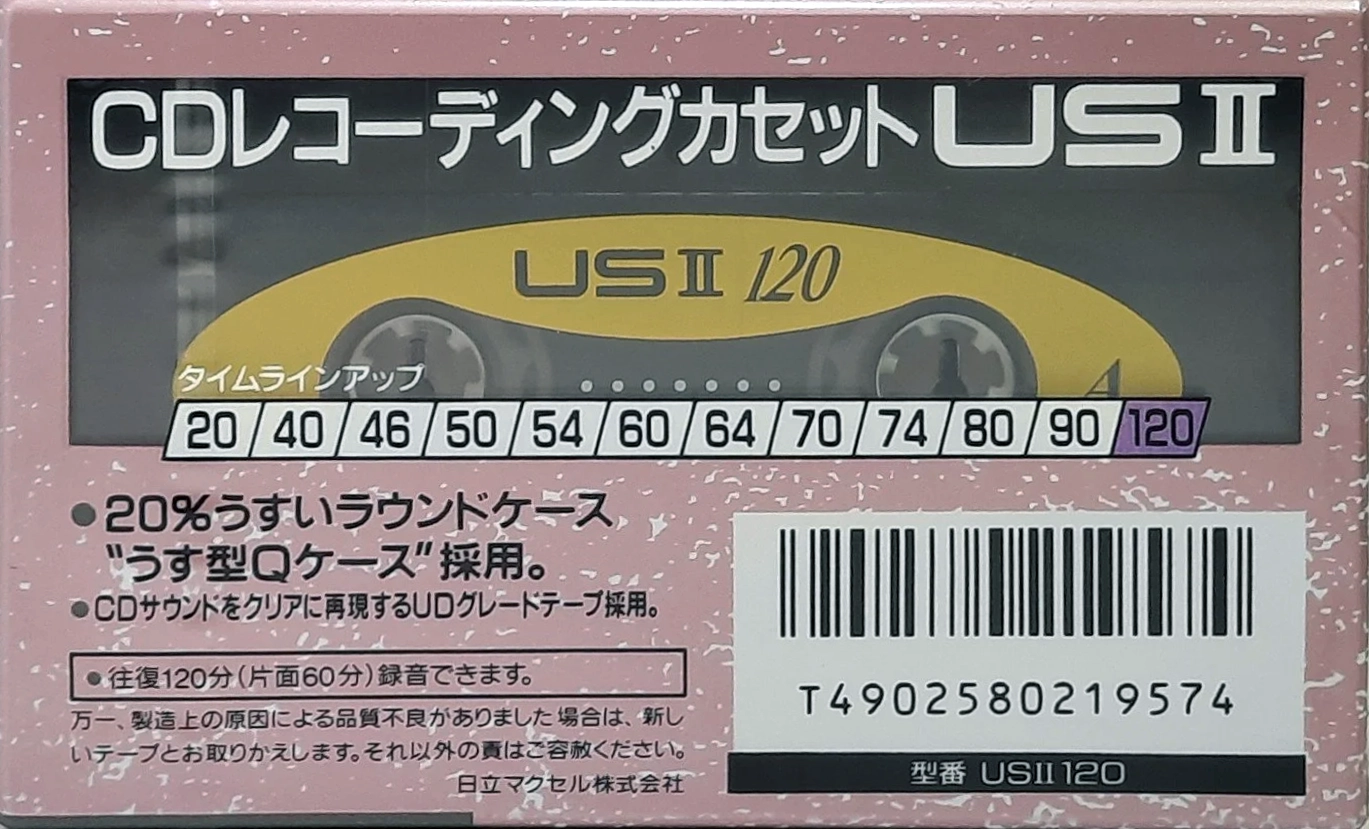 CDレコーディングカセットUSⅡ
USⅡ 120
A
タイムラインアップ
20 40 46 50 54 60 64 70 74 80 90 120
●20%うすいラウンドケース
“うす型Qケース”採用。
●CDサウンドをクリアに再現するUDグレードテープ採用。
●往復120分(片面60分)録音できます。
万一、製造上の原因による品質不良がありました場合は、新し
いテープとお取りかえします。それ以外の責はご容赦ください。
日立マクセル株式会社
T4902580219574
型番 USⅡ120